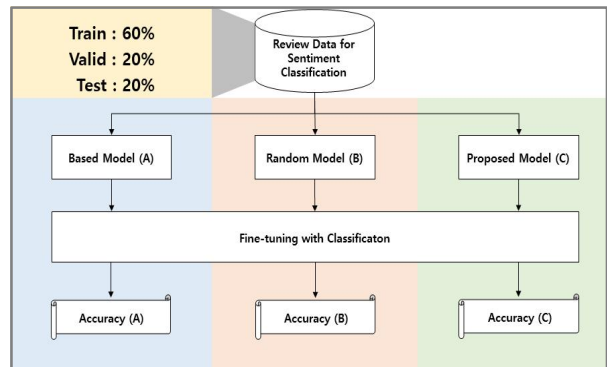 Train : 60%
Valid : 20%
Test : 20%
Review Data for
Sentiment
Classification
Based Model (A)
Random Model (B)
Proposed Model (C)
Fine-tuning with Classificaton
Accuracy (A)
Accuracy (B)
Accuracy (C)